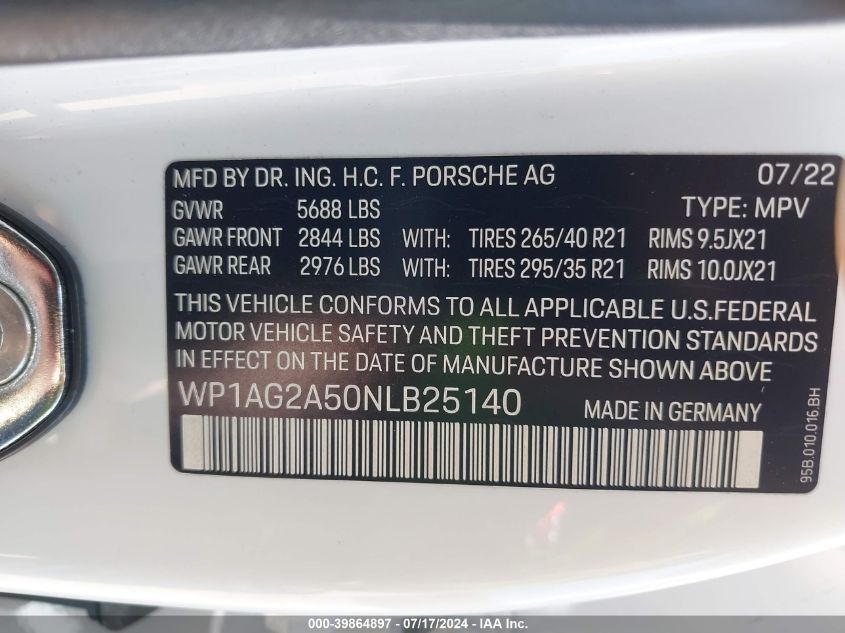 MFD BY DR. ING. H.C. F. PORSCHE AG 07/22
GVWR 5688 LBS TYPE: MPV
GAWR FRONT 2844 LBS WITH: TIRES 265/40 R21 RIMS 9.5JX21
GAWR REAR 2976 LBS WITH: TIRES 295/35 R21 RIMS 10.0JX21
THIS VEHICLE CONFORMS TO ALL APPLICABLE U.S.FEDERAL
MOTOR VEHICLE SAFETY AND THEFT PREVENTION STANDARDS
IN EFFECT ON THE DATE OF MANUFACTURE SHOWN ABOVE
WP1AG2A50NLB25140 MADE IN GERMANY
95B.010.016.BH
000-39864897 - 07/17/2024 - IAA Inc.